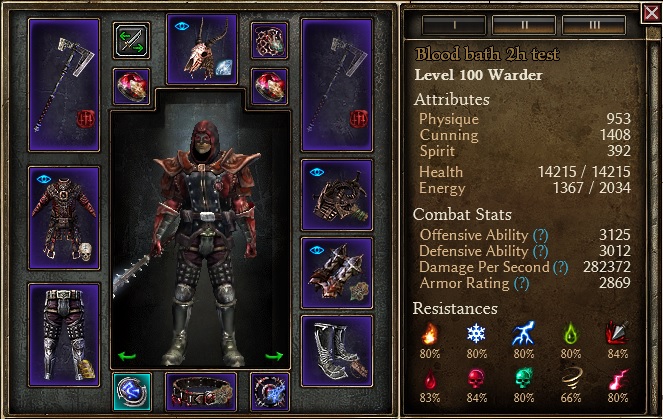 I II III
Blood bath 2h test
Level 100 Warder
Attributes
Physique 953
Cunning 1408
Spirit 392
Health 14215 / 14215
Energy 1367 / 2034
Combat Stats
Offensive Ability (?) 3125
Defensive Ability (?) 3012
Damage Per Second (?) 282372
Armor Rating (?) 2869
Resistances
80% 80% 80% 80% 84%
83% 84% 80% 66% 80%